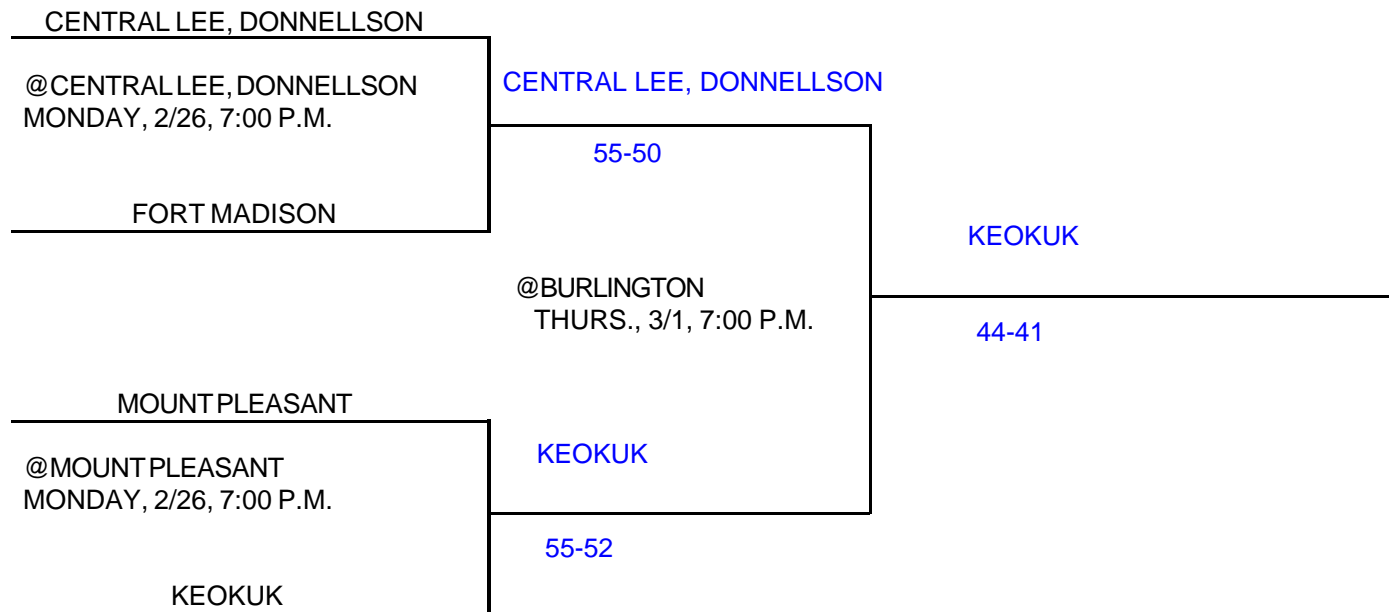 CENTRAL LEE, DONNELLSON
@CENTRAL LEE, DONNELLSON
MONDAY, 2/26, 7:00 P.M.
CENTRAL LEE, DONNELLSON
55-50
FORT MADISON
KEOKUK
@BURLINGTON
THURS., 3/1, 7:00 P.M.
44-41
MOUNT PLEASANT
@MOUNT PLEASANT
MONDAY, 2/26, 7:00 P.M.
KEOKUK
55-52
KEOKUK